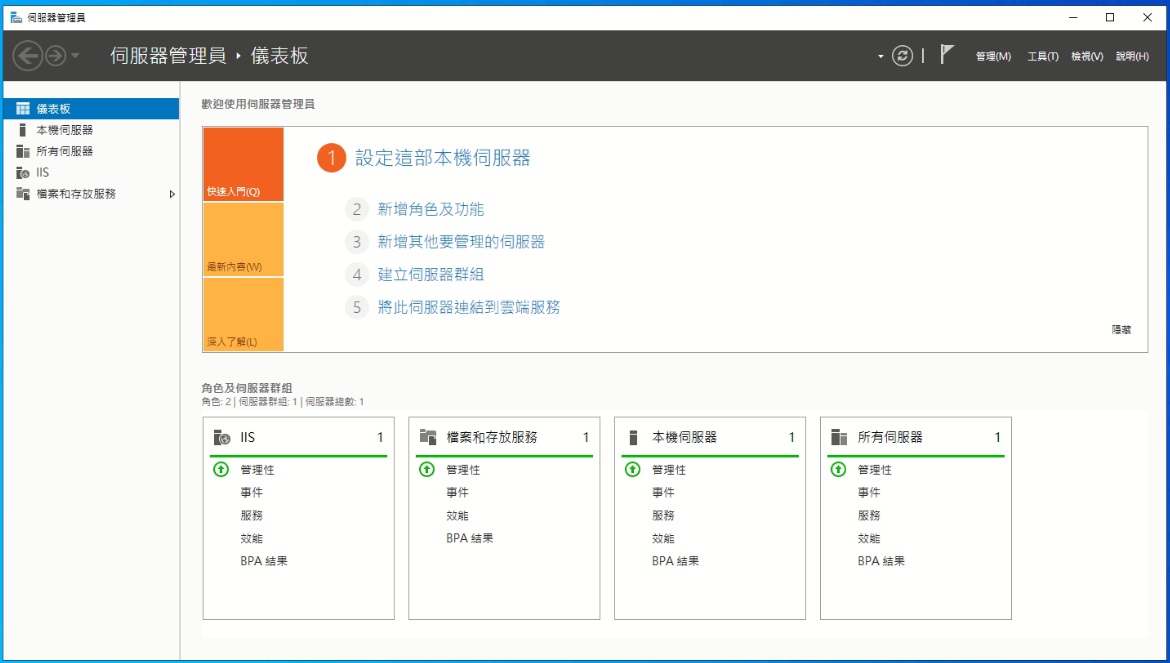 伺服器管理員
伺服器管理員 ‣ 儀表板
管理(M) 工具(T) 檢視(V) 說明(H)
儀表板
本機伺服器
所有伺服器
IIS
檔案和存放服務
歡迎使用伺服器管理員
快速入門(Q)
最新內容(W)
深入了解(L)
1 設定這部本機伺服器
2 新增角色及功能
3 新增其他要管理的伺服器
4 建立伺服器群組
5 將此伺服器連結到雲端服務
隱藏
角色及伺服器群組
角色: 2 | 伺服器群組: 1 | 伺服器總數: 1
IIS 1
管理性
事件
服務
效能
BPA 結果
檔案和存放服務 1
管理性
事件
效能
BPA 結果
本機伺服器 1
管理性
事件
服務
效能
BPA 結果
所有伺服器 1
管理性
事件
服務
效能
BPA 結果